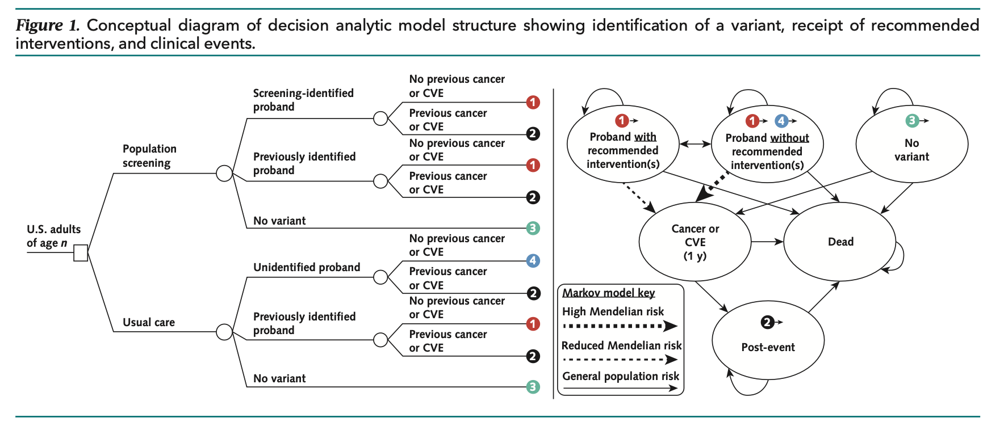 Figure 1. Conceptual diagram of decision analytic model structure showing identification of a variant, receipt of recommended
interventions, and clinical events.
U.S. adults
of age n
Population
screening
Screening-identified
proband
No previous cancer
or CVE
1
Previous cancer
or CVE
2
Previously identified
proband
No previous cancer
or CVE
1
Previous cancer
or CVE
2
No variant
3
Usual care
Unidentified proband
No previous cancer
or CVE
4
Previous cancer
or CVE
2
Previously identified
proband
No previous cancer
or CVE
1
Previous cancer
or CVE
2
No variant
3
1
Proband with
recommended
intervention(s)
1 4
Proband without
recommended
intervention(s)
3
No
variant
Cancer or
CVE
(1 y)
Dead
2
Post-event
Markov model key
High Mendelian risk
Reduced Mendelian risk
General population risk